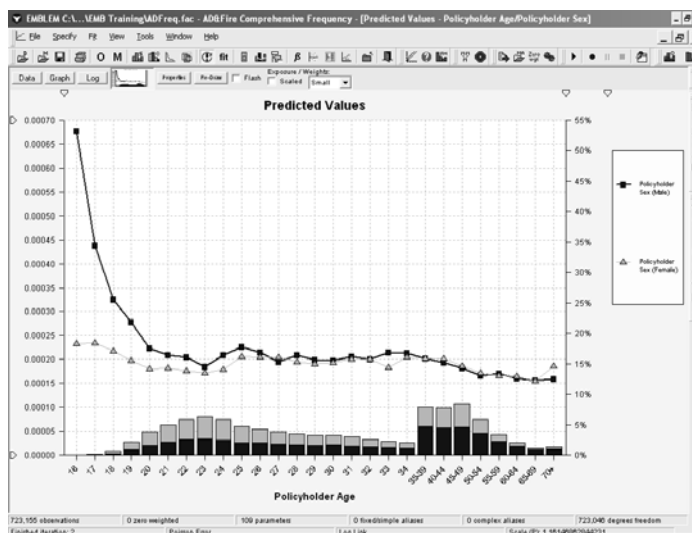 EMBLEM C:\...\EMB Training\ADFreq.fac - AD&Fire Comprehensive Frequency - [Predicted Values - Policyholder Age/Policyholder Sex]
File Specify Fit View Tools Window Help
O M fit β
Data Graph Log Properties Re-Draw Flash Exposure / Weights:
Scaled Small
Predicted Values
0.00070 55%
0.00065 50%
0.00060 45%
0.00055 40%
0.00050 35%
0.00045 30%
0.00040 25%
0.00035 20%
0.00030 15%
0.00025 10%
0.00020 5%
0.00015 0%
0.00010
0.00005
0.00000
Policyholder
Sex (Male)
Policyholder
Sex (Female)
16 17 18 19 20 21 22 23 24 25 26 27 28 29 30 31 32 33 34 35-39 40-44 45-49 50-54 55-59 60-64 65-69 70+
Policyholder Age
723,155 observations 0 zero weighted 109 parameters 0 fixed/simple aliases 0 complex aliases 723,046 degrees freedom
Finished iteration: 2 Poisson Error Log Link